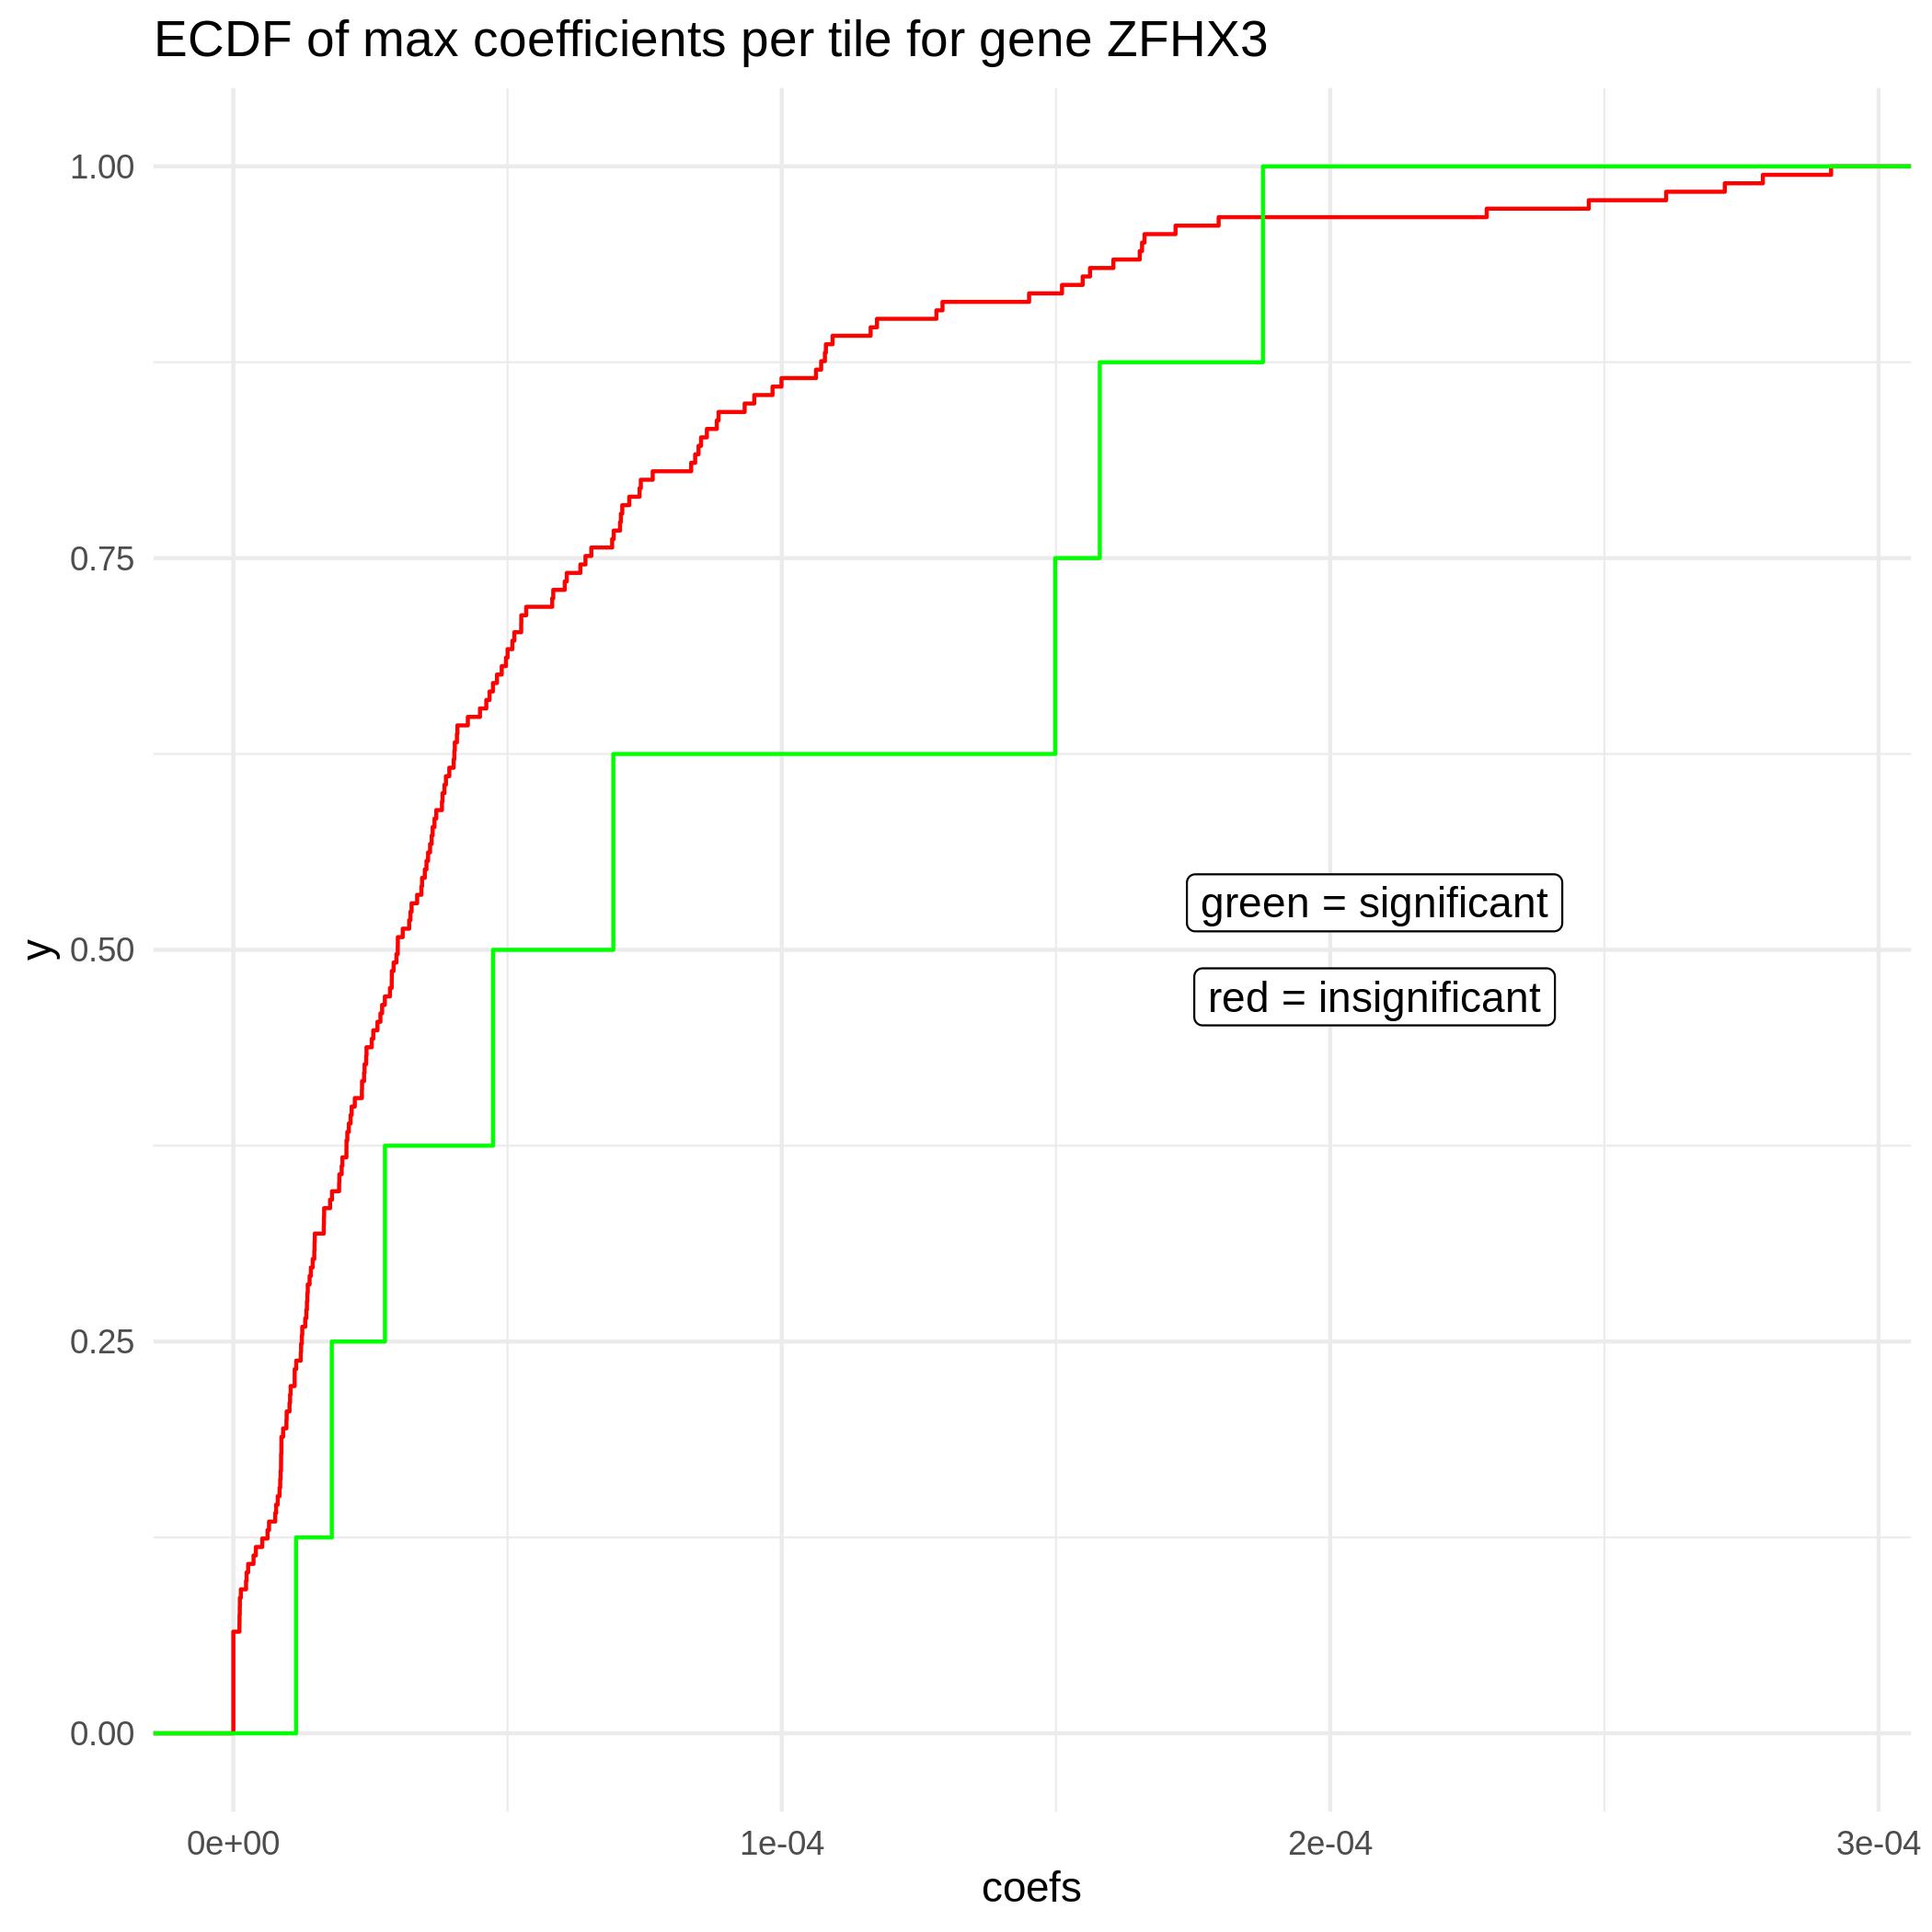 ECDF of max coefficients per tile for gene ZFHX3
1.00
0.75
0.50
0.25
0.00
y
green = significant
red = insignificant
0e+00 1e-04 2e-04 3e-04
coefs